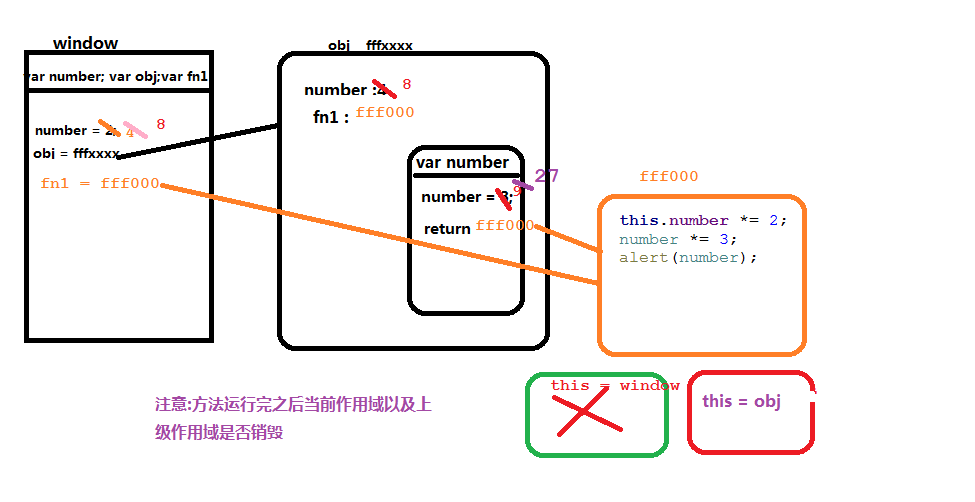 window
var number; var obj;var fn1
number = 2; 4 8
obj = fffxxxx
fn1 = fff000
obj fffxxxx
number :4 8
fn1 : fff000
var number
number = 3; 9 27
return fff000
fff000
this.number *= 2;
number *= 3;
alert(number);
this = window
this = obj
注意:方法运行完之后当前作用域以及上
级作用域是否销毁